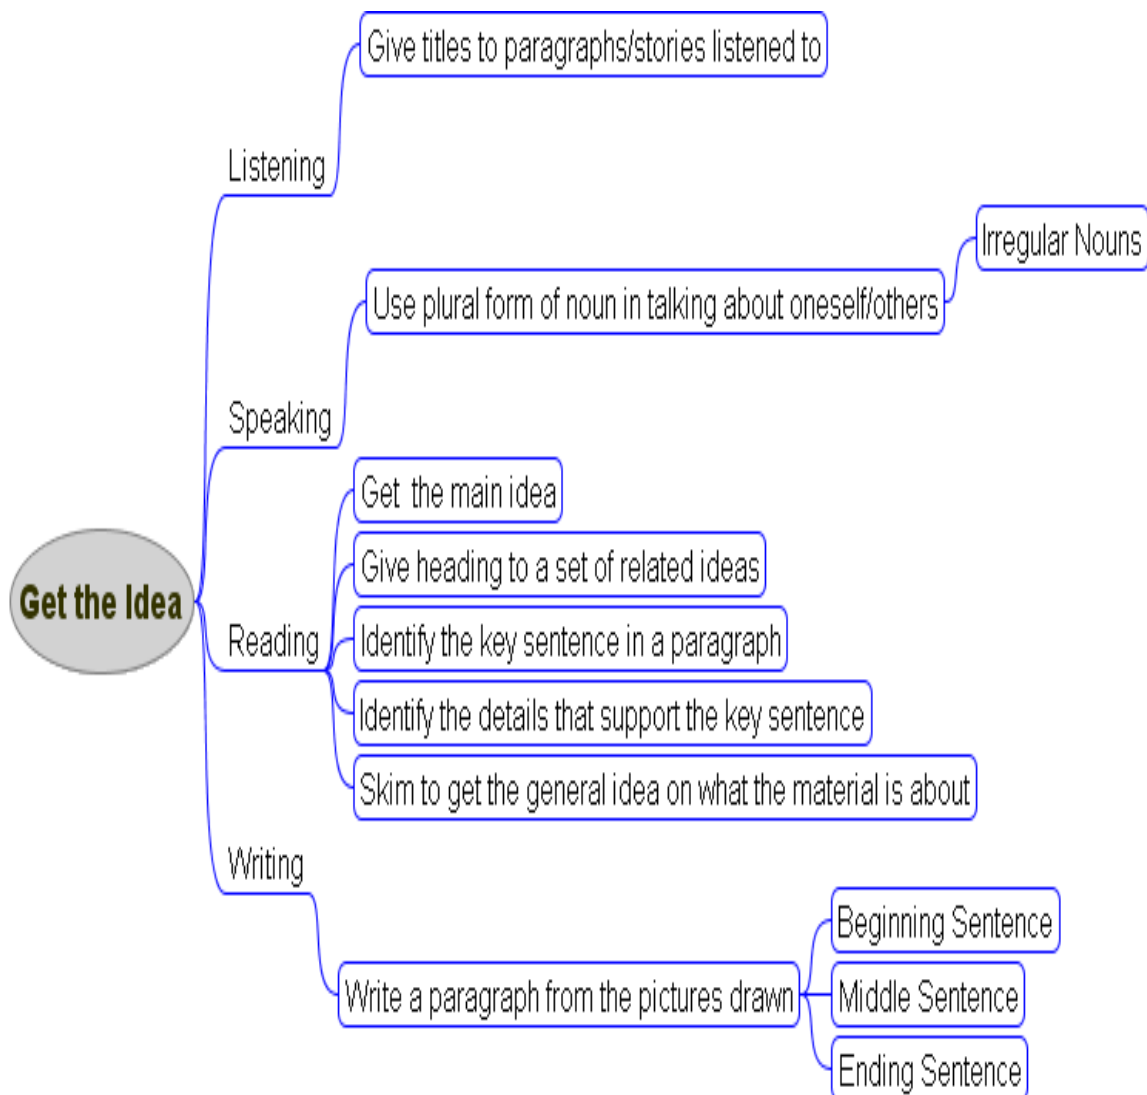 Get the Idea
Listening
Give titles to paragraphs/stories listened to
Speaking
Use plural form of noun in talking about oneself/others
Irregular Nouns
Reading
Get the main idea
Give heading to a set of related ideas
Identify the key sentence in a paragraph
Identify the details that support the key sentence
Skim to get the general idea on what the material is about
Writing
Write a paragraph from the pictures drawn
Beginning Sentence
Middle Sentence
Ending Sentence